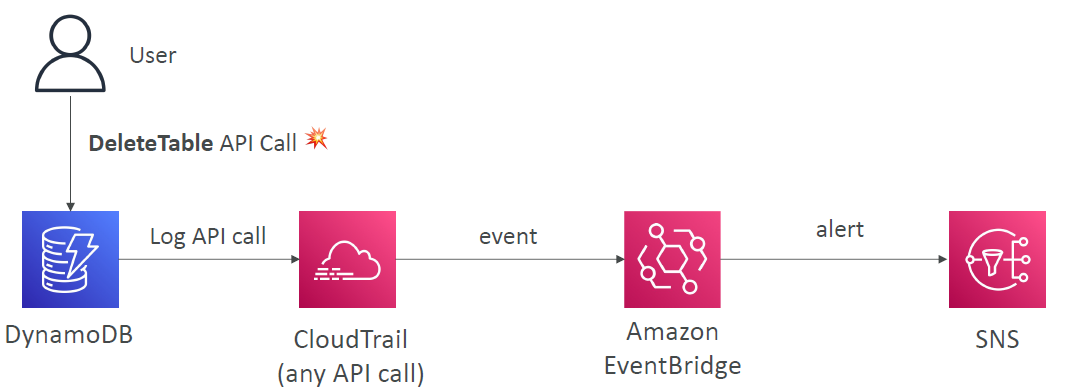 User
DeleteTable API Call
Log API call
event
alert
DynamoDB
CloudTrail
(any API call)
Amazon
EventBridge
SNS